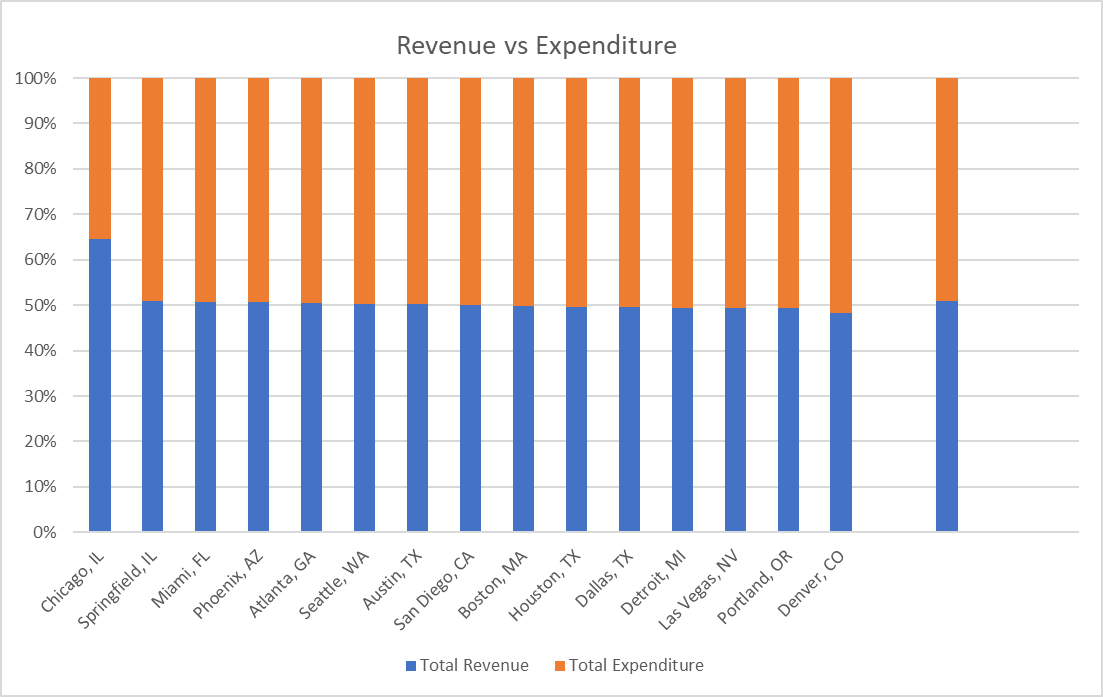 Revenue vs Expenditure
100%
90%
80%
70%
60%
50%
40%
30%
20%
10%
0%
Chicago, IL
Springfield, IL
Miami, FL
Phoenix, AZ
Atlanta, GA
Seattle, WA
Austin, TX
San Diego, CA
Boston, MA
Houston, TX
Dallas, TX
Detroit, MI
Las Vegas, NV
Portland, OR
Denver, CO
Total Revenue
Total Expenditure